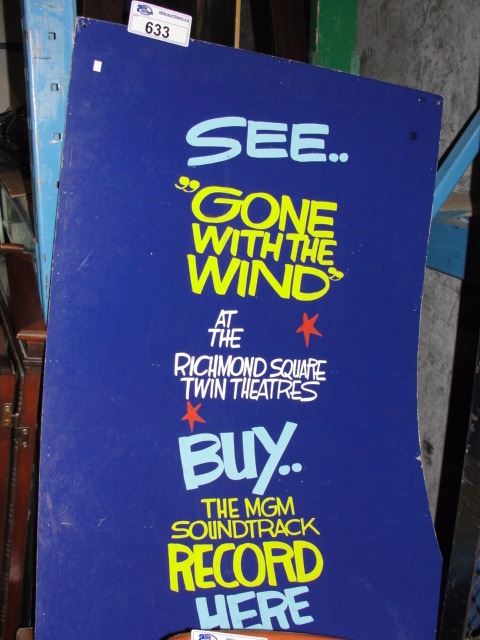 633
SEE..
"GONE
WITH THE
WIND"
AT
THE
RICHMOND SQUARE
TWIN THEATRES
BUY..
THE MGM
SOUNDTRACK
RECORD
HERE